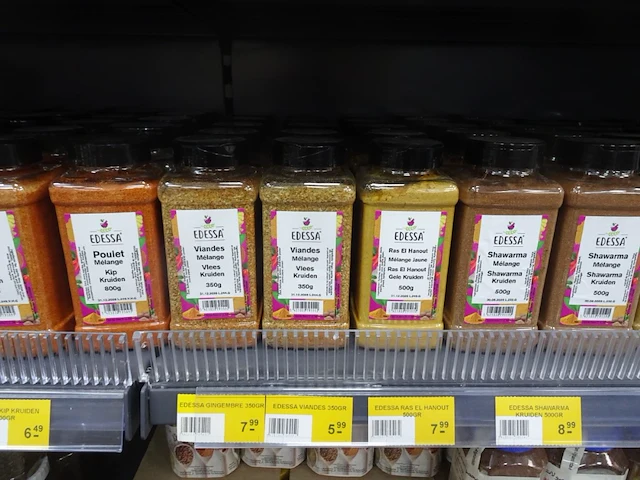 EDESSA
Poulet
Mélange
Kip
Kruiden
800g
EDESSA
Viandes
Mélange
Vlees
Kruiden
350g
EDESSA
Viandes
Mélange
Vlees
Kruiden
350g
EDESSA
Ras El Hanout
Mélange Jaune
Ras El Hanout
Gele Kruiden
500g
EDESSA
Shawarma
Mélange
Shawarma
Kruiden
500g
EDESSA
Shawarma
Mélange
Shawarma
Kruiden
500g
KIP KRUIDEN
6.49
EDESSA GINGEMBRE 350GR
7.99
EDESSA VIANDES 350GR
5.99
EDESSA RAS EL HANOUT
500GR
7.99
EDESSA SHAWARMA
KRUIDEN 500GR
8.99